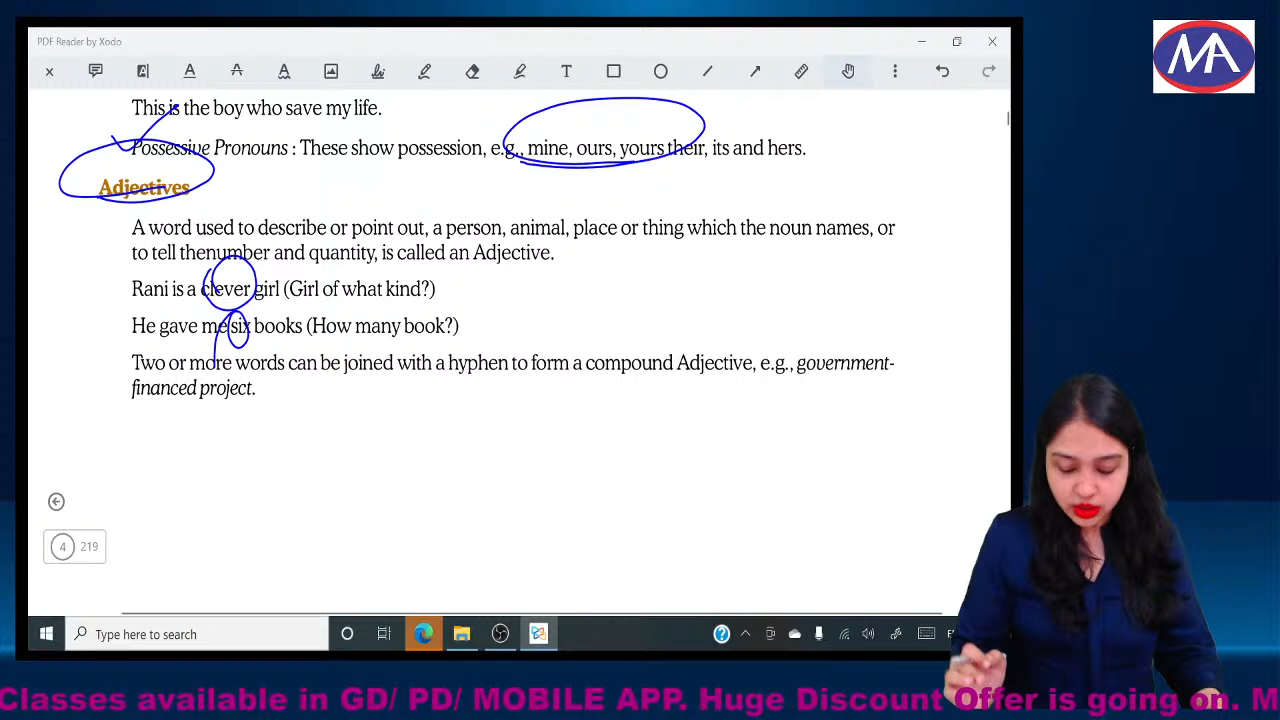 PDF Reader by Xodo
MA
This is the boy who save my life.
Possessive Pronouns : These show possession, e.g., mine, ours, yours their, its and hers.
Adjectives
A word used to describe or point out, a person, animal, place or thing which the noun names, or
to tell thenumber and quantity, is called an Adjective.
Rani is a clever girl (Girl of what kind?)
He gave me six books (How many book?)
Two or more words can be joined with a hyphen to form a compound Adjective, e.g., government-
financed project.
4 219
Type here to search
Classes available in GD/ PD/ MOBILE APP. Huge Discount Offer is going on. M